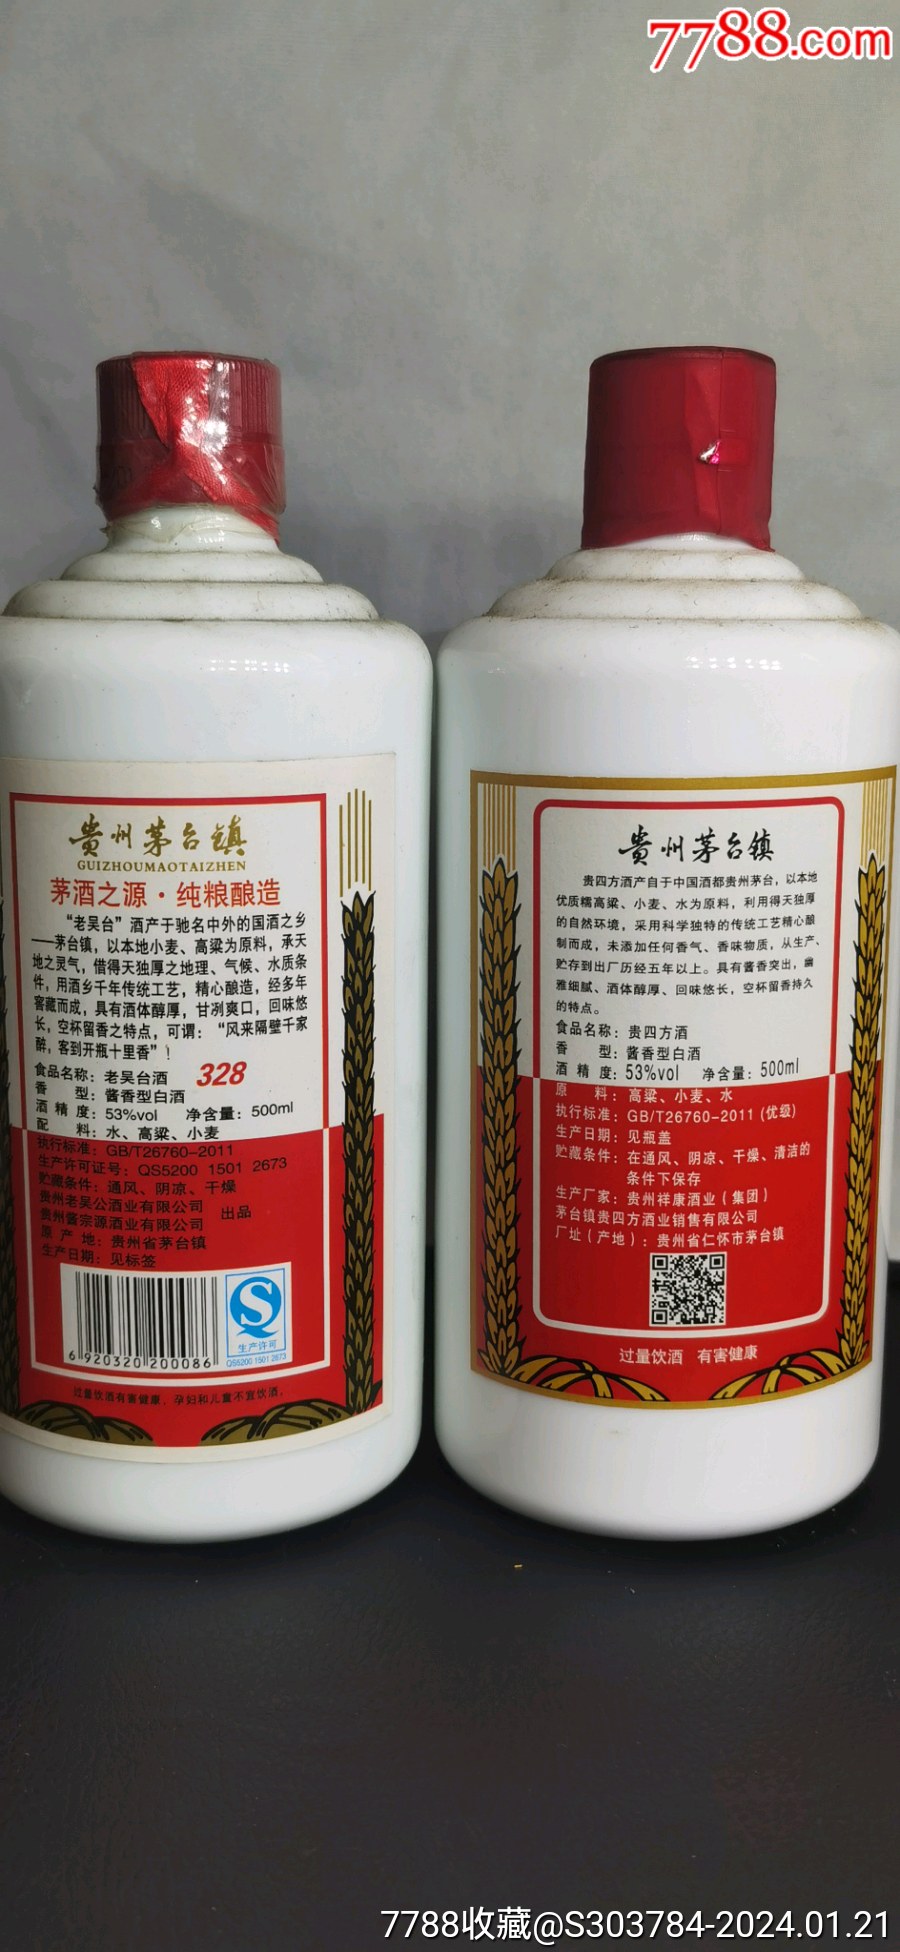 7788.com
贵州茅台镇
GUIZHOUMAOTAIZHEN
茅酒之源·纯粮酿造
“老吴台”酒产于驰名中外的国酒之乡
——茅台镇，以本地小麦、高粱为原料，承天
地之灵气，借得天独厚之地理、气候、水质条
件，用酒乡千年传统工艺，精心酿造，经多年
窖藏而成，具有酒体醇厚，甘冽爽口，回味悠
长，空杯留香之特点，可谓：“风来隔壁千家
醉，客到开瓶十里香”！
食品名称：老吴台酒 328
香 型：酱香型白酒
酒 精 度：53%vol 净含量：500ml
配 料：水、高粱、小麦
执行标准：GB/T26760-2011
生产许可证号：QS5200 1501 2673
贮藏条件：通风、阴凉、干燥
贵州老吴公酒业有限公司
贵州酱宗源酒业有限公司 出品
原 产 地：贵州省茅台镇
生产日期：见标签
6 920320 200086
生产许可
QS5200 1501 2673
过量饮酒有害健康，孕妇和儿童不宜饮酒。
贵州茅台镇
贵四方酒产自于中国酒都贵州茅台，以本地
优质糯高粱、小麦、水为原料，利用得天独厚
的自然环境，采用科学独特的传统工艺精心酿
制而成，未添加任何香气、香味物质，从生产、
贮存到出厂历经五年以上。具有酱香突出，幽
雅细腻、酒体醇厚、回味悠长，空杯留香持久
的特点。
食品名称：贵四方酒
香 型：酱香型白酒
酒 精 度：53%vol 净含量：500ml
原 料：高粱、小麦、水
执行标准：GB/T26760-2011(优级)
生产日期：见瓶盖
贮藏条件：在通风、阴凉、干燥、清洁的
条件下保存
生产厂家：贵州祥康酒业（集团）
茅台镇贵四方酒业销售有限公司
厂址（产地）：贵州省仁怀市茅台镇
过量饮酒 有害健康
7788收藏@S303784-2024.01.21